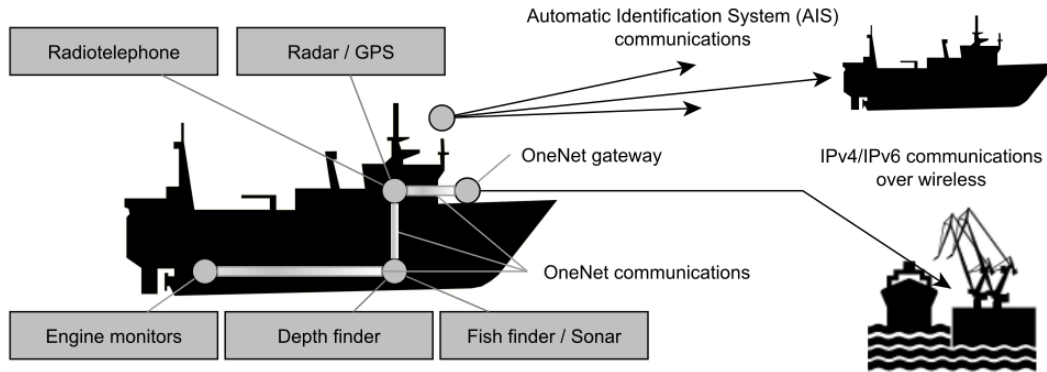 Automatic Identification System (AIS)
communications
Radiotelephone
Radar / GPS
OneNet gateway
IPv4/IPv6 communications
over wireless
OneNet communications
Engine monitors
Depth finder
Fish finder / Sonar